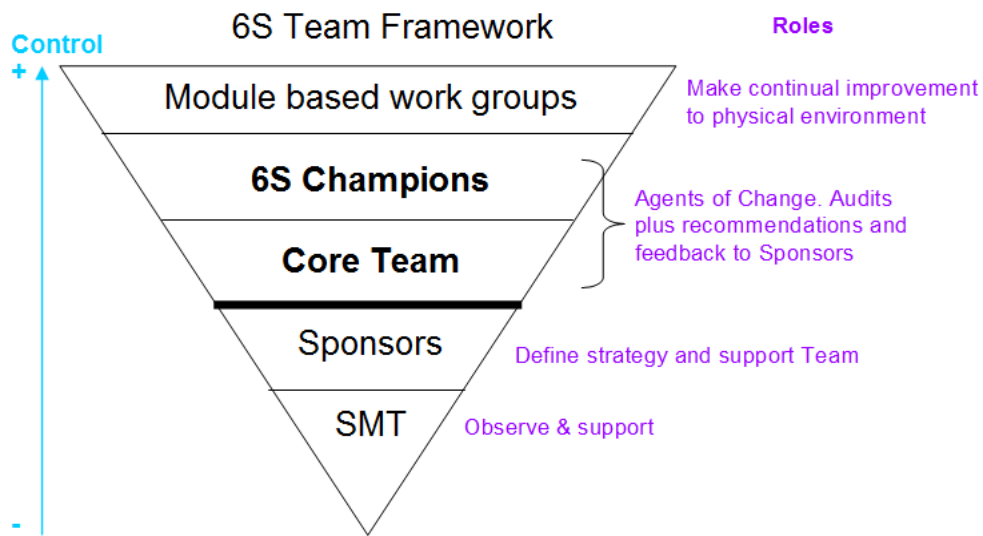 6S Team Framework
Roles
Control
+
Module based work groups
Make continual improvement
to physical environment
6S Champions
Core Team
Agents of Change. Audits
plus recommendations and
feedback to Sponsors
Sponsors
Define strategy and support Team
SMT
Observe & support
-